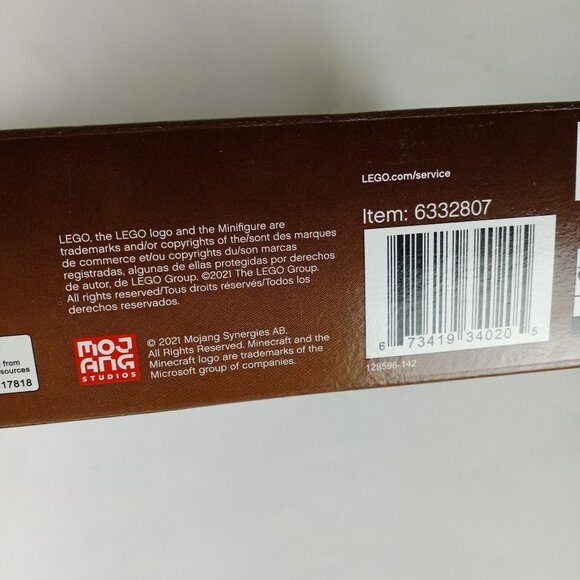 LEGO.com/service
Item: 6332807
LEGO, the LEGO logo and the Minifigure are
trademarks and/or copyrights of the/sont des marques
de commerce et/ou copyrights du/son marcas
registradas, algunas de ellas protegidas por derechos
de autor, de LEGO Group. ©2021 The LEGO Group.
All rights reserved/Tous droits réservés/Todos los
derechos reservados.
MOJ
ANG
STUDIOS
© 2021 Mojang Synergies AB.
All Rights Reserved. Minecraft and the
Minecraft logo are trademarks of the
Microsoft group of companies.
6 73419 34020 5
128596-142
from
sources
17818